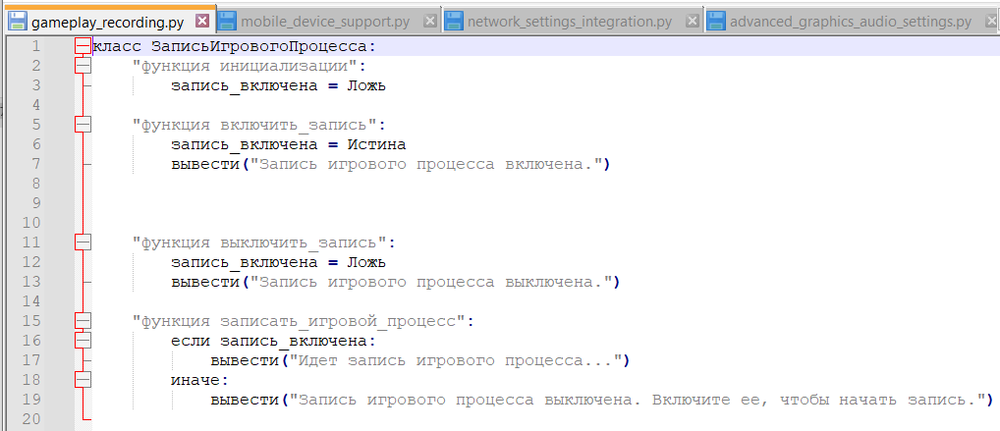 gameplay_recording.py mobile_device_support.py network_settings_integration.py advanced_graphics_audio_settings.py
1 класс ЗаписьИгровогоПроцесса:
2 "функция инициализации":
3 запись_включена = Ложь
4
5 "функция включить_запись":
6 запись_включена = Истина
7 вывести("Запись игрового процесса включена.")
8
9
10
11 "функция выключить_запись":
12 запись_включена = Ложь
13 вывести("Запись игрового процесса выключена.")
14
15 "функция записать_игровой_процесс":
16 если запись_включена:
17 вывести("Идет запись игрового процесса...")
18 иначе:
19 вывести("Запись игрового процесса выключена. Включите ее, чтобы начать запись.")
20